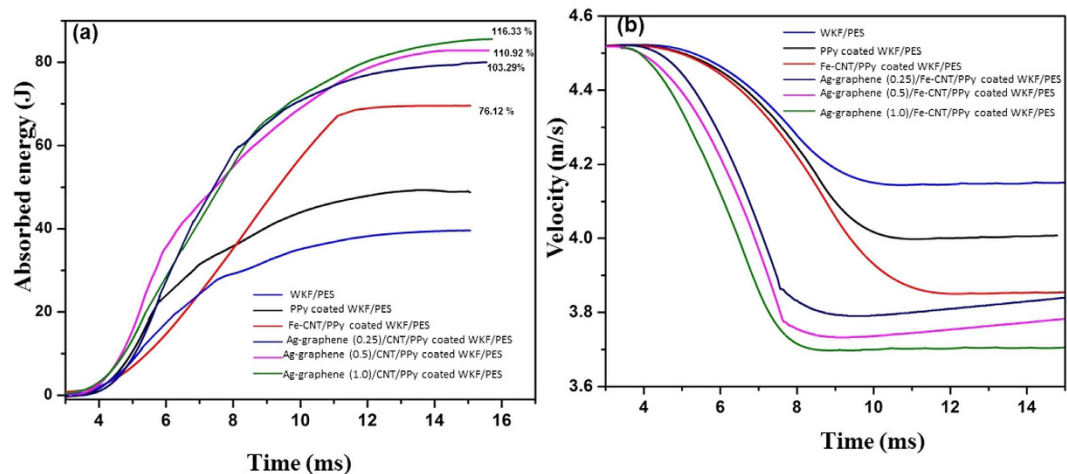 (a)
116.33 %
110.92 %
103.29%
76.12 %
80
60
40
20
0
Absorbed energy (J)
WKF/PES
PPy coated WKF/PES
Fe-CNT/PPy coated WKF/PES
Ag-graphene (0.25)/CNT/PPy coated WKF/PES
Ag-graphene (0.5)/CNT/PPy coated WKF/PES
Ag-graphene (1.0)/CNT/PPy coated WKF/PES
4 6 8 10 12 14 16
Time (ms)
(b)
4.6
4.4
4.2
4.0
3.8
3.6
Velocity (m/s)
WKF/PES
PPy coated WKF/PES
Fe-CNT/PPy coated WKF/PES
Ag-graphene (0.25)/Fe-CNT/PPy coated WKF/PES
Ag-graphene (0.5)/Fe-CNT/PPy coated WKF/PES
Ag-graphene (1.0)/Fe-CNT/PPy coated WKF/PES
4 6 8 10 12 14
Time (ms)